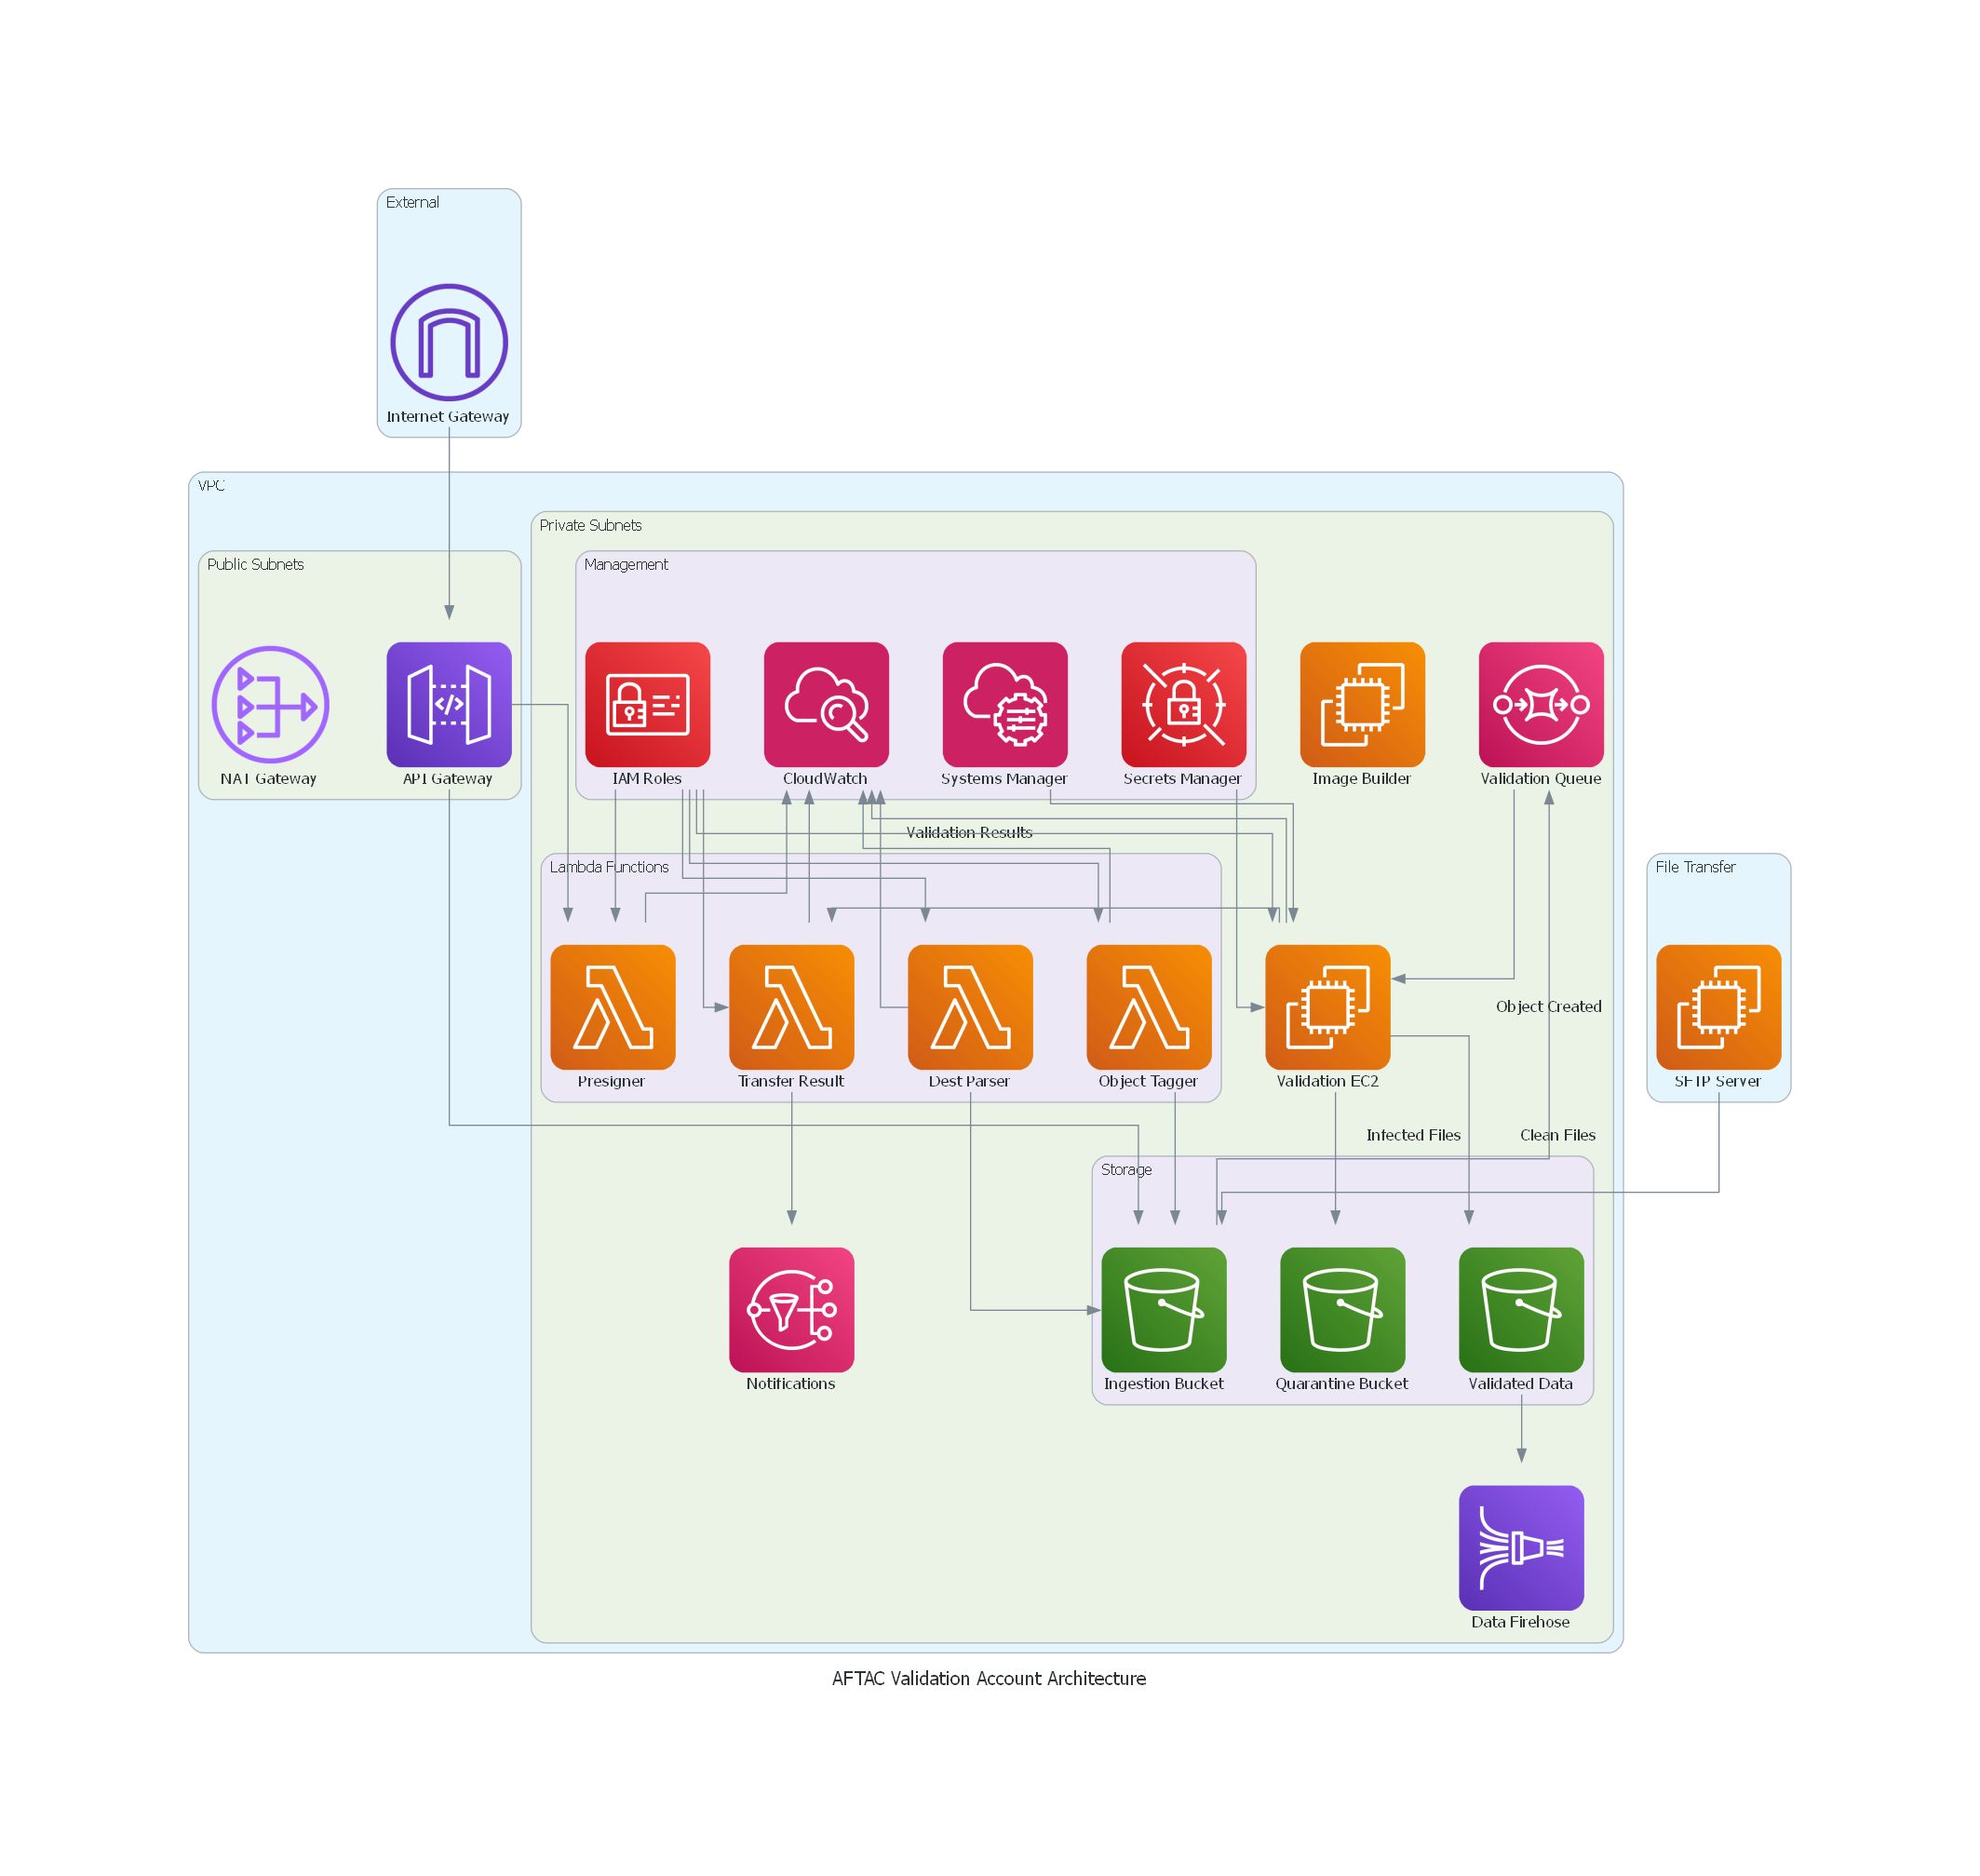 External
Internet Gateway
VPC
Private Subnets
Public Subnets
Management
NAT Gateway
API Gateway
IAM Roles
CloudWatch
Systems Manager
Secrets Manager
Image Builder
Validation Queue
Validation Results
Lambda Functions
File Transfer
Object Created
Presigner
Transfer Result
Dest Parser
Object Tagger
Validation EC2
SFTP Server
Infected Files
Clean Files
Storage
Notifications
Ingestion Bucket
Quarantine Bucket
Validated Data
Data Firehose
AFTAC Validation Account Architecture